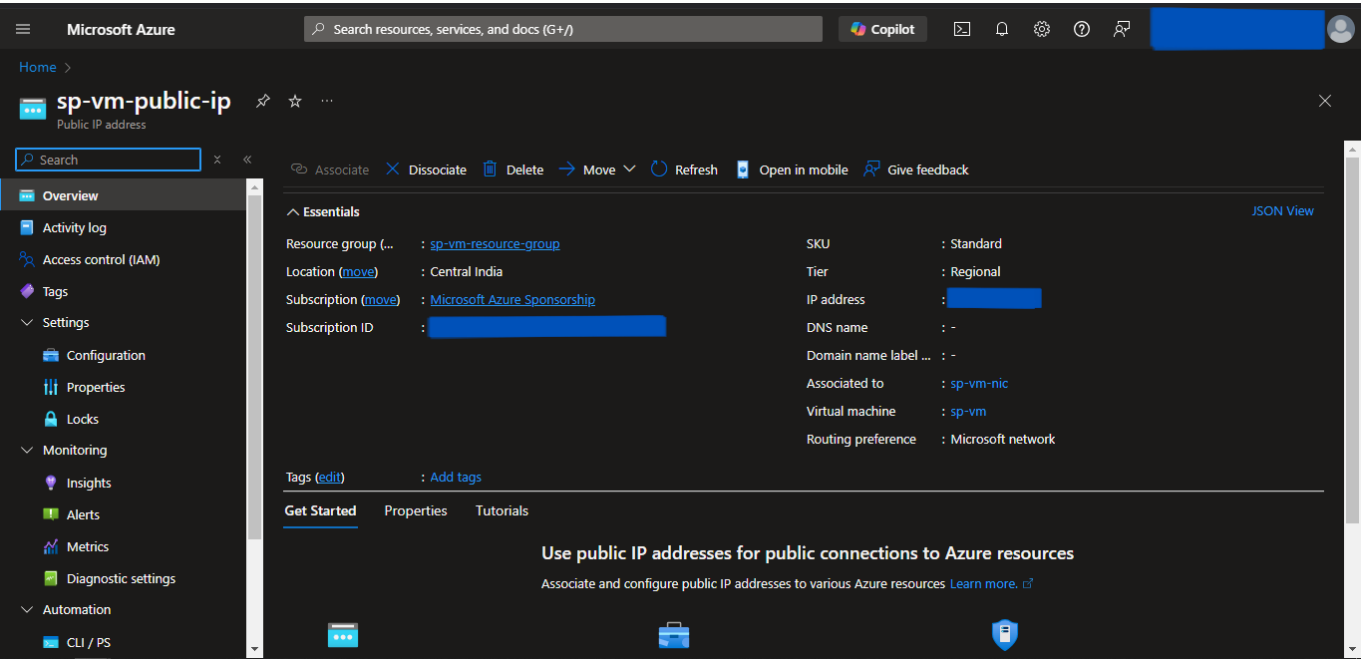 Microsoft Azure
Search resources, services, and docs (G+/)
Copilot
Home >
sp-vm-public-ip
Public IP address
Search
Overview
Activity log
Access control (IAM)
Tags
Settings
Configuration
Properties
Locks
Monitoring
Insights
Alerts
Metrics
Diagnostic settings
Automation
CLI / PS
Associate Dissociate Delete Move Refresh Open in mobile Give feedback
Essentials
JSON View
Resource group (... : sp-vm-resource-group
Location (move) : Central India
Subscription (move) : Microsoft Azure Sponsorship
Subscription ID :
SKU : Standard
Tier : Regional
IP address :
DNS name : -
Domain name label ... : -
Associated to : sp-vm-nic
Virtual machine : sp-vm
Routing preference : Microsoft network
Tags (edit) : Add tags
Get Started Properties Tutorials
Use public IP addresses for public connections to Azure resources
Associate and configure public IP addresses to various Azure resources Learn more.